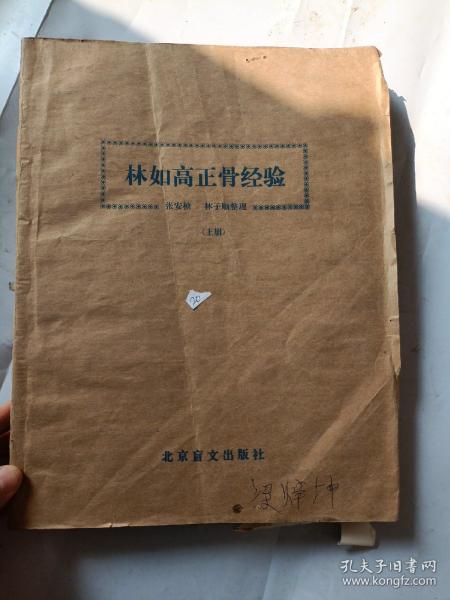 林如高正骨经验
张安桢 林子顺整理
（上册）
20
北京盲文出版社
孔夫子旧书网
www.kongfz.com